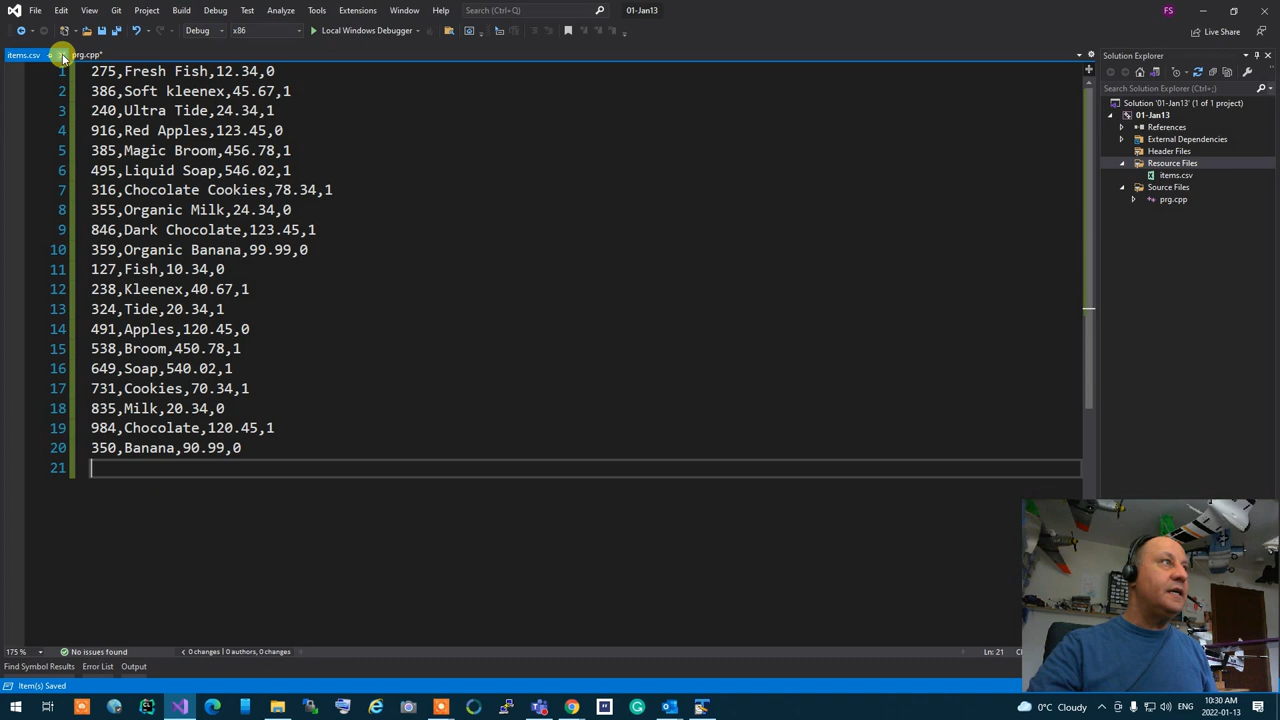 File Edit View Git Project Build Debug Test Analyze Tools Extensions Window Help Search (Ctrl+Q) 01-Jan13 FS
Debug x86 Local Windows Debugger Live Share
items.csv prg.cpp*
1 275,Fresh Fish,12.34,0
2 386,Soft kleenex,45.67,1
3 240,Ultra Tide,24.34,1
4 916,Red Apples,123.45,0
5 385,Magic Broom,456.78,1
6 495,Liquid Soap,546.02,1
7 316,Chocolate Cookies,78.34,1
8 355,Organic Milk,24.34,0
9 846,Dark Chocolate,123.45,1
10 359,Organic Banana,99.99,0
11 127,Fish,10.34,0
12 238,Kleenex,40.67,1
13 324,Tide,20.34,1
14 491,Apples,120.45,0
15 538,Broom,450.78,1
16 649,Soap,540.02,1
17 731,Cookies,70.34,1
18 835,Milk,20.34,0
19 984,Chocolate,120.45,1
20 350,Banana,90.99,0
21
Solution Explorer
Search Solution Explorer (Ctrl+;)
Solution '01-Jan13' (1 of 1 project)
01-Jan13
References
External Dependencies
Header Files
Resource Files
items.csv
Source Files
prg.cpp
175 % No issues found 0 changes | 0 authors, 0 changes Ln: 21
Find Symbol Results Error List Output
Item(s) Saved
0°C Cloudy 10:30 AM
2022-01-13